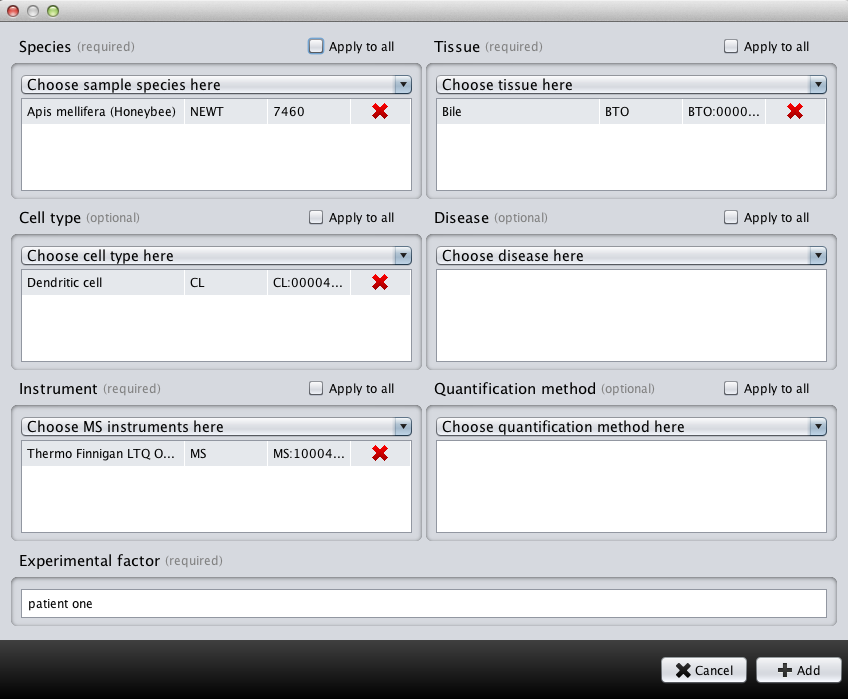 Species (required) Apply to all Tissue (required) Apply to all
Choose sample species here Choose tissue here
Apis mellifera (Honeybee) NEWT 7460 Bile BTO BTO:0000...
Cell type (optional) Apply to all Disease (optional) Apply to all
Choose cell type here Choose disease here
Dendritic cell CL CL:00004...
Instrument (required) Apply to all Quantification method (optional) Apply to all
Choose MS instruments here Choose quantification method here
Thermo Finnigan LTQ O... MS MS:10004...
Experimental factor (required)
patient one
Cancel Add